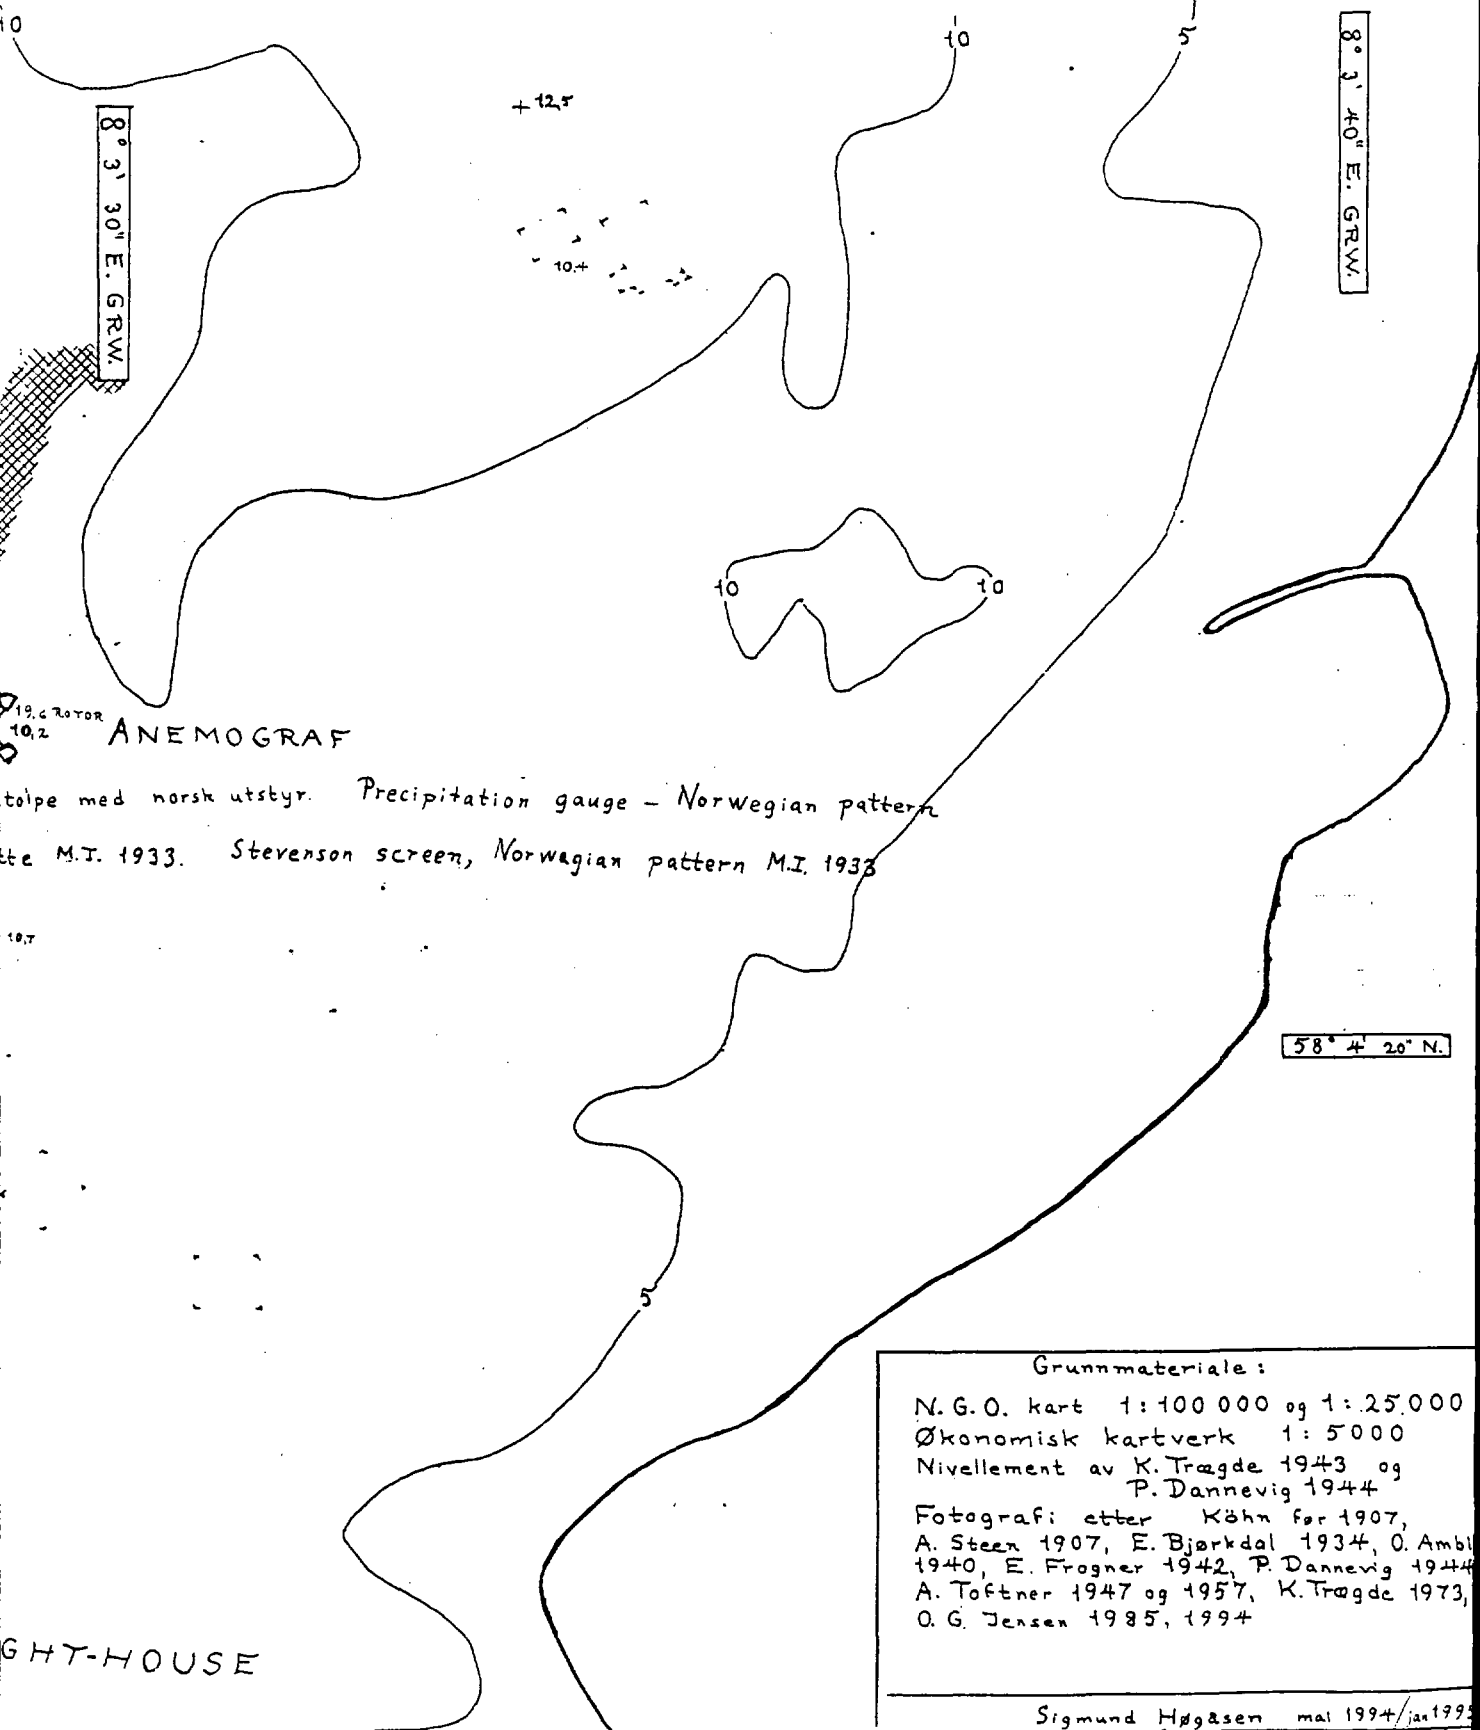 10
10
5
8° 3' 40" E. GRW.
8° 3' 30" E. GRW.
+ 12,5
10,4
10
10
19,6 ROTOR
10,2
ANEMOGRAF
tolpe med norsk utstyr. Precipitation gauge – Norwegian pattern
tte M.I. 1933. Stevenson screen, Norwegian pattern M.I. 1933
10,7
58° 4' 20" N.
5
Grunnmateriale :
N.G.O. kart 1:100 000 og 1: 25.000
Økonomisk kartverk 1: 5000
Nivellement av K. Trægde 1943 og
P. Dannevig 1944
Fotografi etter Köhn før 1907,
A. Steen 1907, E. Bjørkdal 1934, O. Ambl
1940, E. Frogner 1942, P. Dannevig 1944
A. Toftner 1947 og 1957, K. Trægde 1973,
O. G. Jensen 1985, 1994
GHT-HOUSE
Sigmund Høgåsen mai 1994/jan 1995